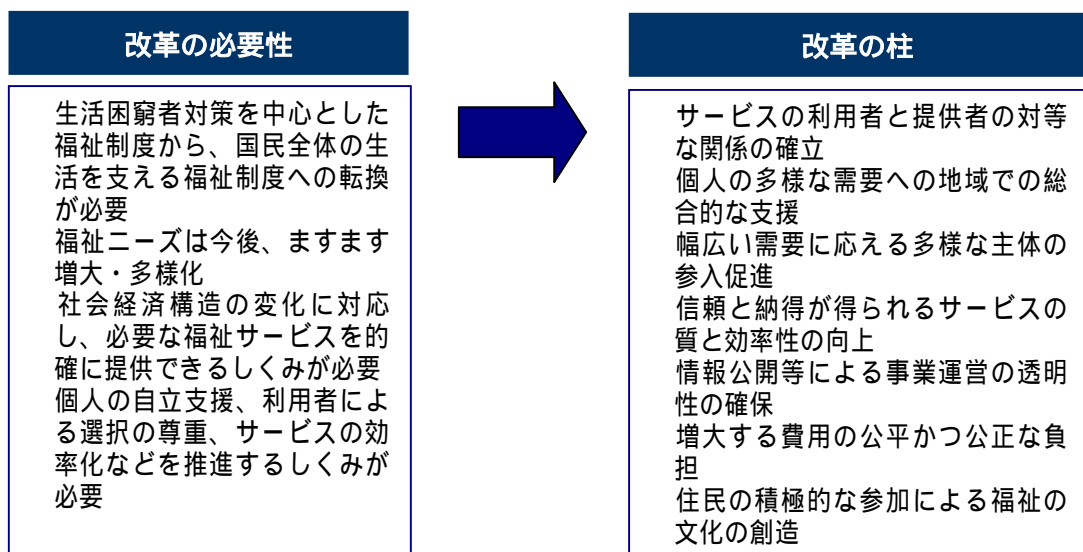 改革の必要性
生活困窮者対策を中心とした
福祉制度から、国民全体の生
活を支える福祉制度への転換
が必要
福祉ニーズは今後、ますます
増大・多様化
社会経済構造の変化に対応
し、必要な福祉サービスを的
確に提供できるしくみが必要
個人の自立支援、利用者によ
る選択の尊重、サービスの効
率化などを推進するしくみが
必要
改革の柱
サービスの利用者と提供者の対等
な関係の確立
個人の多様な需要への地域での総
合的な支援
幅広い需要に応える多様な主体の
参入促進
信頼と納得が得られるサービスの
質と効率性の向上
情報公開等による事業運営の透明
性の確保
増大する費用の公平かつ公正な負
担
住民の積極的な参加による福祉の
文化の創造